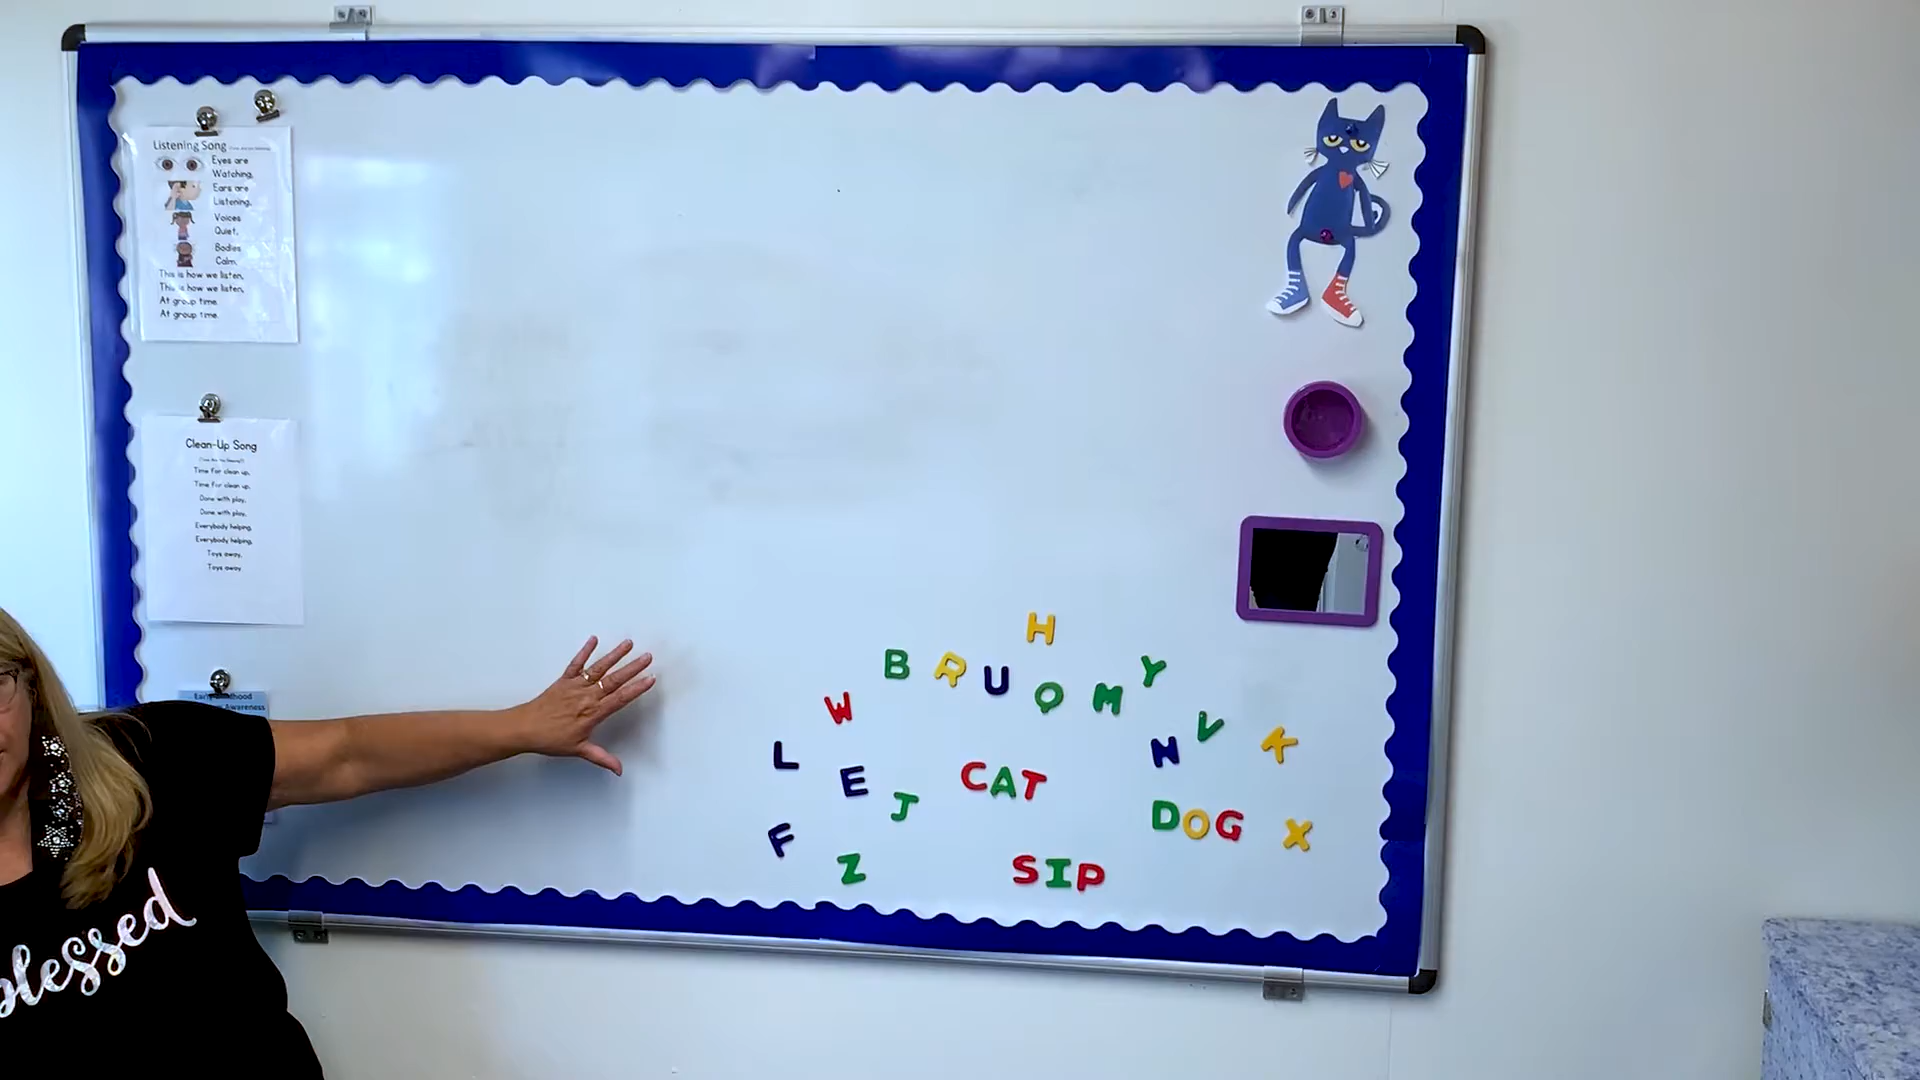 Listening Song
Eyes are
Watching,
Ears are
Listening,
Voices
Quiet,
Bodies
Calm,
This is how we listen,
This is how we listen,
At group time.
At group time.
Clean-Up Song
Time for clean up,
Time for clean up,
Done with play,
Done with play,
Everybody helping,
Everybody helping,
Toys away,
Toys away
Early Childhood
Awareness
H
B R U Q M Y
W
L E J
N V K
CAT
DOG X
F Z
SIP
blessed